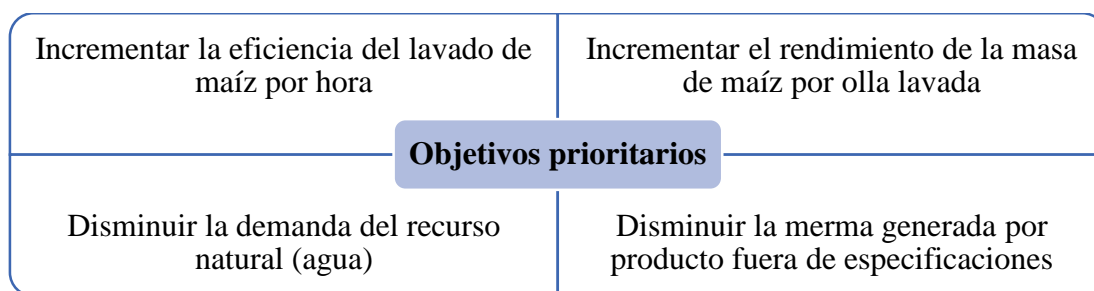 Incrementar la eficiencia del lavado de
maíz por hora
Incrementar el rendimiento de la masa
de maíz por olla lavada
Objetivos prioritarios
Disminuir la demanda del recurso
natural (agua)
Disminuir la merma generada por
producto fuera de especificaciones